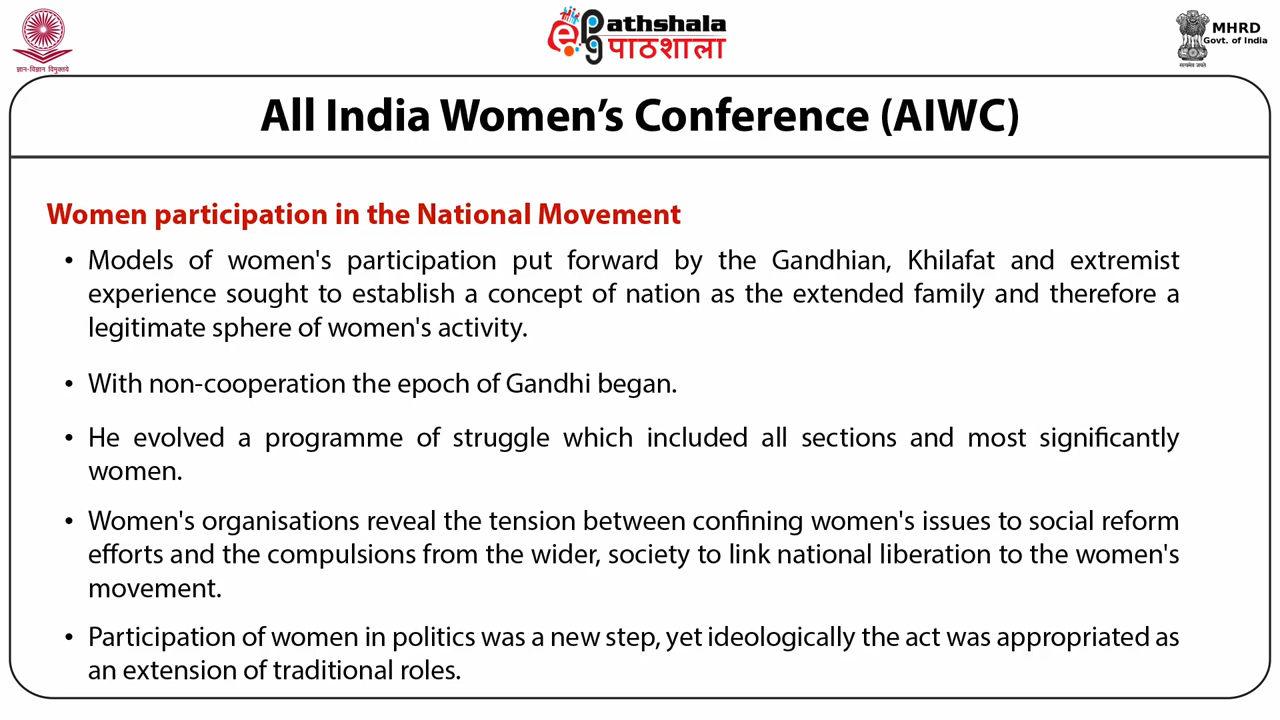 ज्ञान-विज्ञान विमुक्तये
epg
athshala
पाठशाला
MHRD
Govt. of India
सत्यमेव जयते
All India Women’s Conference (AIWC)
Women participation in the National Movement
• Models of women's participation put forward by the Gandhian, Khilafat and extremist
experience sought to establish a concept of nation as the extended family and therefore a
legitimate sphere of women's activity.
• With non-cooperation the epoch of Gandhi began.
• He evolved a programme of struggle which included all sections and most significantly
women.
• Women's organisations reveal the tension between confining women's issues to social reform
efforts and the compulsions from the wider, society to link national liberation to the women's
movement.
• Participation of women in politics was a new step, yet ideologically the act was appropriated as
an extension of traditional roles.